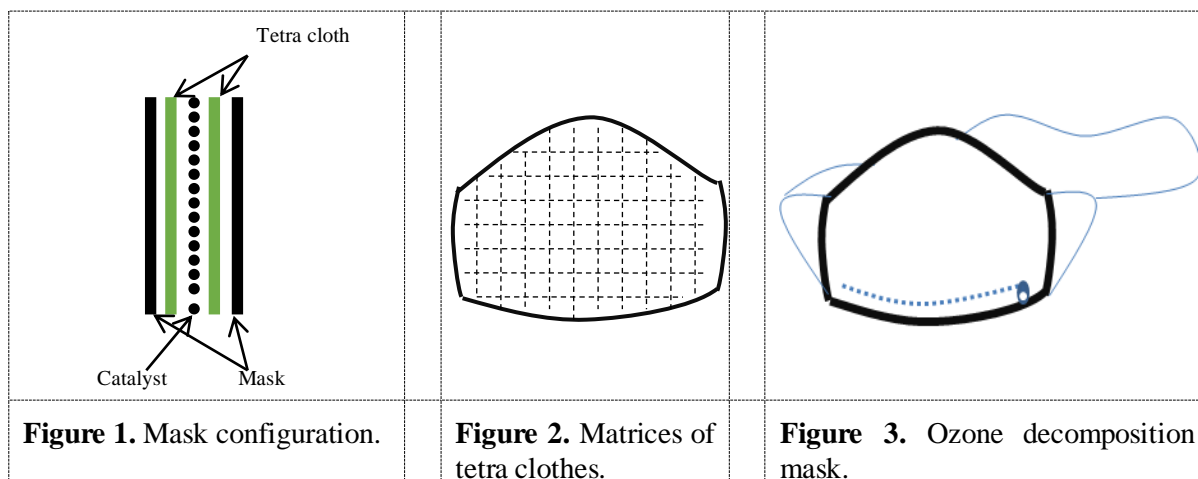 Tetra cloth
Catalyst
Mask
Figure 1. Mask configuration.
Figure 2. Matrices of
tetra clothes.
Figure 3. Ozone decomposition
mask.